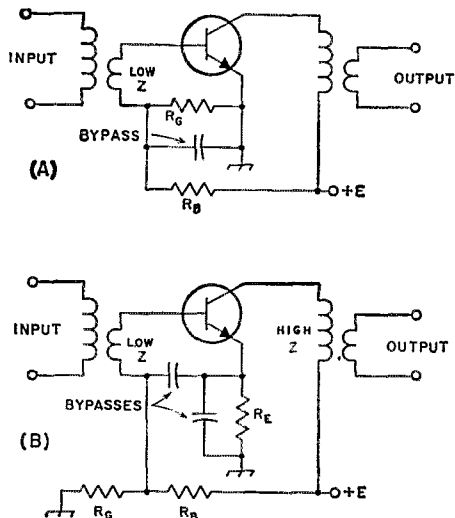 INPUT
LOW
Z
R_G
BYPASS
OUTPUT
(A)
R_B
+E
INPUT
LOW
Z
HIGH
Z
OUTPUT
BYPASSES
R_E
(B)
+E
R_G
R_B